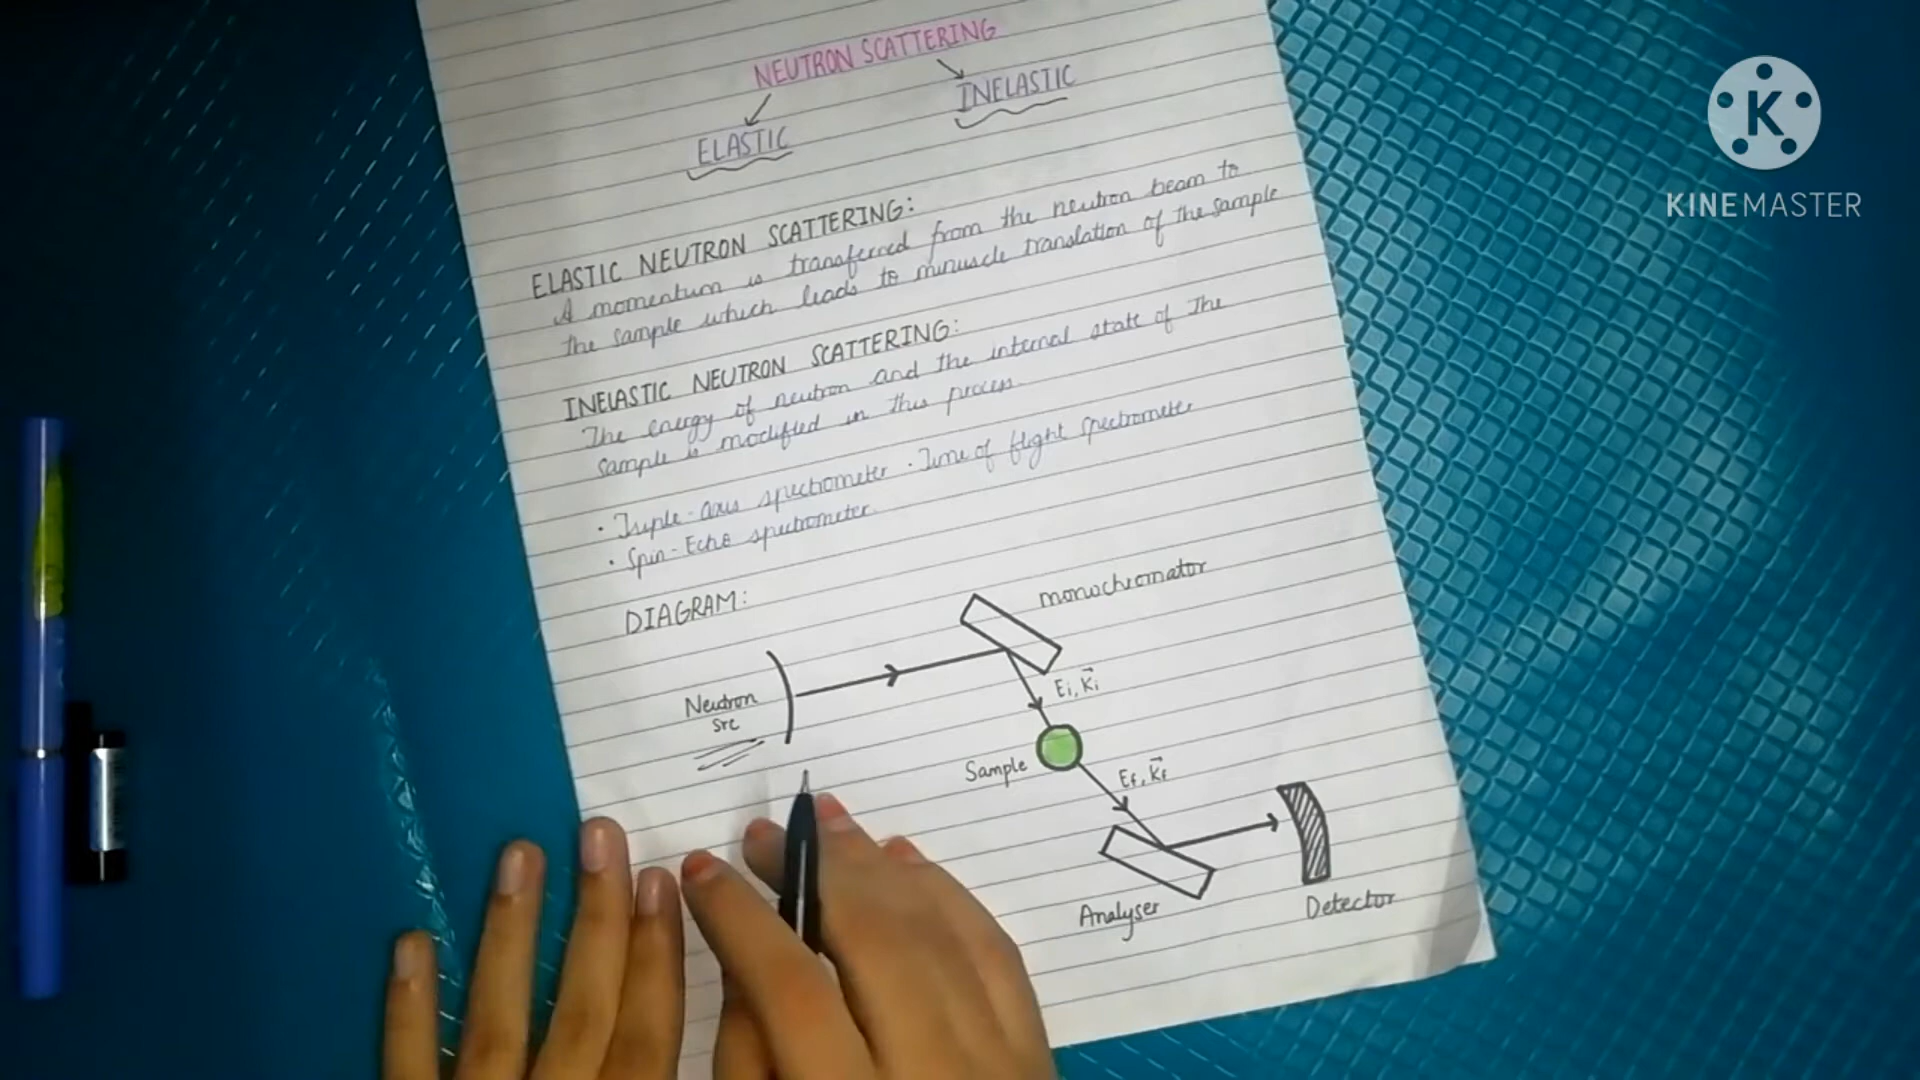 NEUTRON SCATTERING
ELASTIC
INELASTIC
ELASTIC NEUTRON SCATTERING:
A momentum is transferred from the neutron beam to
the sample which leads to minuscle translation of the sample
INELASTIC NEUTRON SCATTERING:
The energy of neutron and the internal state of the
sample is modified in this process.
· Triple-axis spectrometer · Time of flight spectrometer
· Spin-Echo spectrometer.
DIAGRAM:
monochromator
Neutron
src
Ei, K⃗i
Sample
Ef, K⃗f
Analyser
Detector
K
KINEMASTER